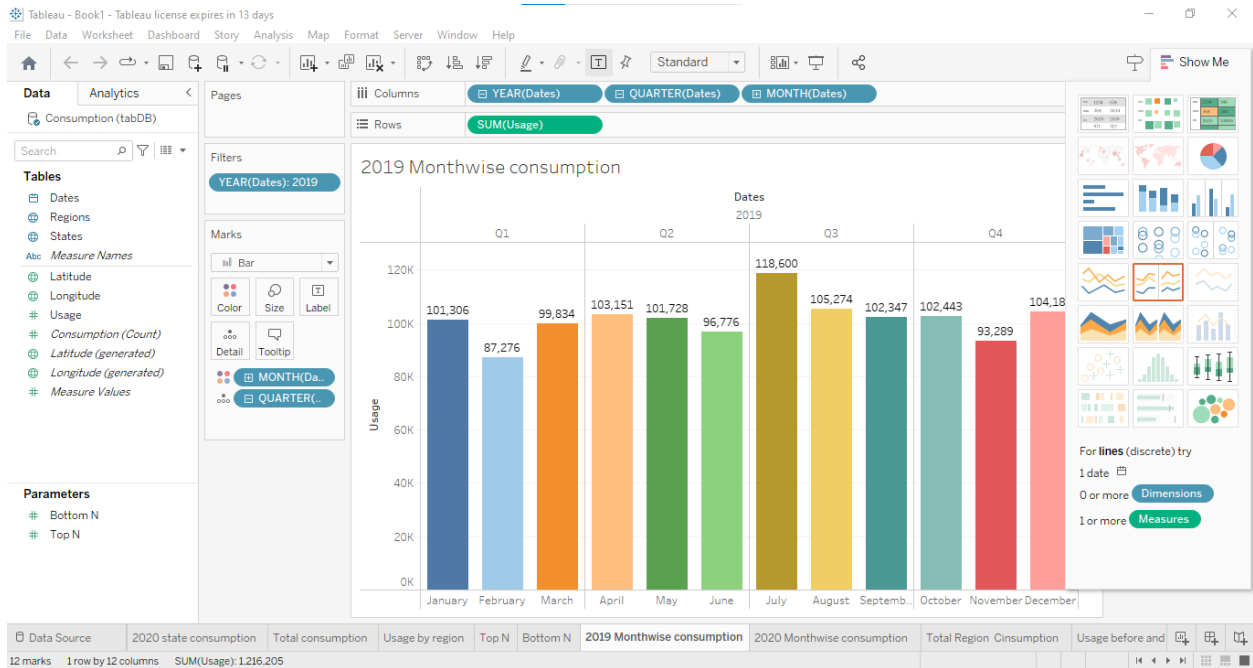 Tableau - Book1 - Tableau license expires in 13 days
File Data Worksheet Dashboard Story Analysis Map Format Server Window Help
Standard
Show Me
Data Analytics
Consumption (tabDB)
Search
Tables
Dates
Regions
States
Abc Measure Names
Latitude
Longitude
Usage
Consumption (Count)
Latitude (generated)
Longitude (generated)
Measure Values
Parameters
Bottom N
Top N
Pages
Filters
YEAR(Dates): 2019
Marks
Bar
Color Size Label
Detail Tooltip
MONTH(Da..
QUARTER(..
Columns YEAR(Dates) QUARTER(Dates) MONTH(Dates)
Rows SUM(Usage)
2019 Monthwise consumption
Dates
2019
Q1 Q2 Q3 Q4
Usage
120K
100K
80K
60K
40K
20K
0K
101,306 87,276 99,834 103,151 101,728 96,776 118,600 105,274 102,347 102,443 93,289 104,18
January February March April May June July August Septemb.. October November December
For lines (discrete) try
1 date
0 or more Dimensions
1 or more Measures
Data Source 2020 state consumption Total consumption Usage by region Top N Bottom N 2019 Monthwise consumption 2020 Monthwise consumption Total Region Cinsumption Usage before and
12 marks 1 row by 12 columns SUM(Usage): 1,216,205